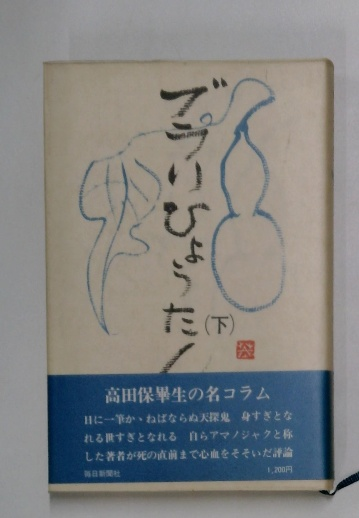 ブラリひょうたん
(下)
高田保畢生の名コラム
日に一筆か、ねばならぬ天探鬼　身すぎとな
れる世すぎとなれる　自らアマノジャクと称
した著者が死の直前まで心血をそそいだ評論
毎日新聞社
1,200円